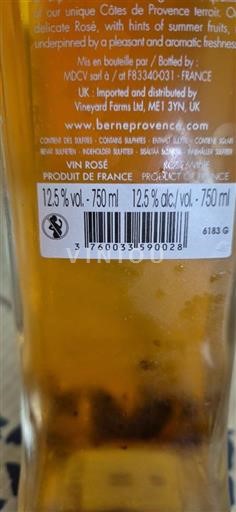 of our unique Côtes de Provence terroir. O
delicate Rosé, with hints of summer fruits,
underpinned by a pleasant and aromatic freshness
Mis en bouteille par / Bottled by :
MDCV sarl à / at F83340-031 - FRANCE
UK : Imported and distributed by
Vineyard Farms Ltd, ME1 3YN, UK
www.berneprovence.com
CONTIENT DES SULFITES - CONTAINS SULPHITES -
VIN ROSÉ ROSÉ WINE
PRODUIT DE FRANCE PRODUCT OF FRANCE
12.5 % vol. - 750 ml 12.5 % alc./vol. - 750 ml
3 760033 590028
6183 G
VINIOU